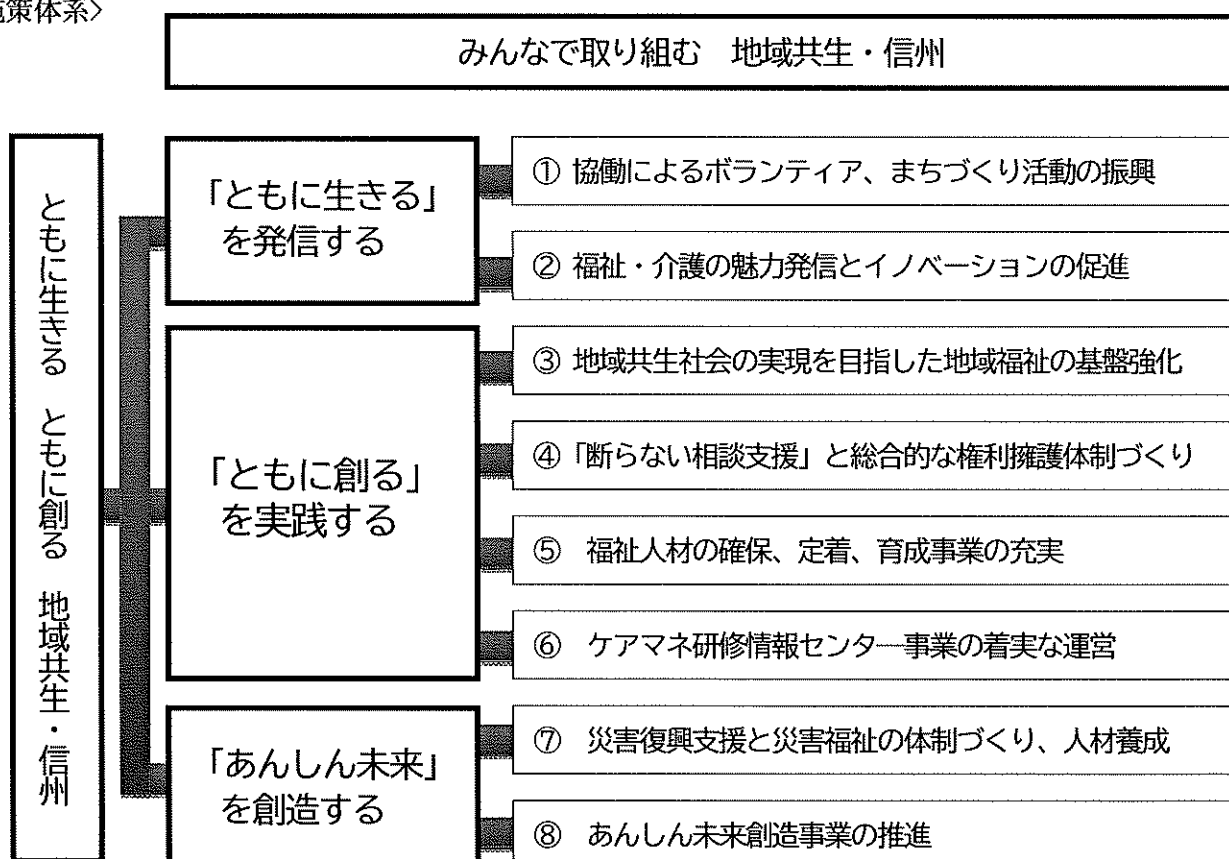 施策体系>
みんなで取り組む　地域共生・信州
ともに生きる　ともに創る　地域共生・信州
「ともに生きる」
を発信する
① 協働によるボランティア、まちづくり活動の振興
② 福祉・介護の魅力発信とイノベーションの促進
「ともに創る」
を実践する
③ 地域共生社会の実現を目指した地域福祉の基盤強化
④「断らない相談支援」と総合的な権利擁護体制づくり
⑤　福祉人材の確保、定着、育成事業の充実
⑥　ケアマネ研修情報センター事業の着実な運営
「あんしん未来」
を創造する
⑦　災害復興支援と災害福祉の体制づくり、人材養成
⑧　あんしん未来創造事業の推進